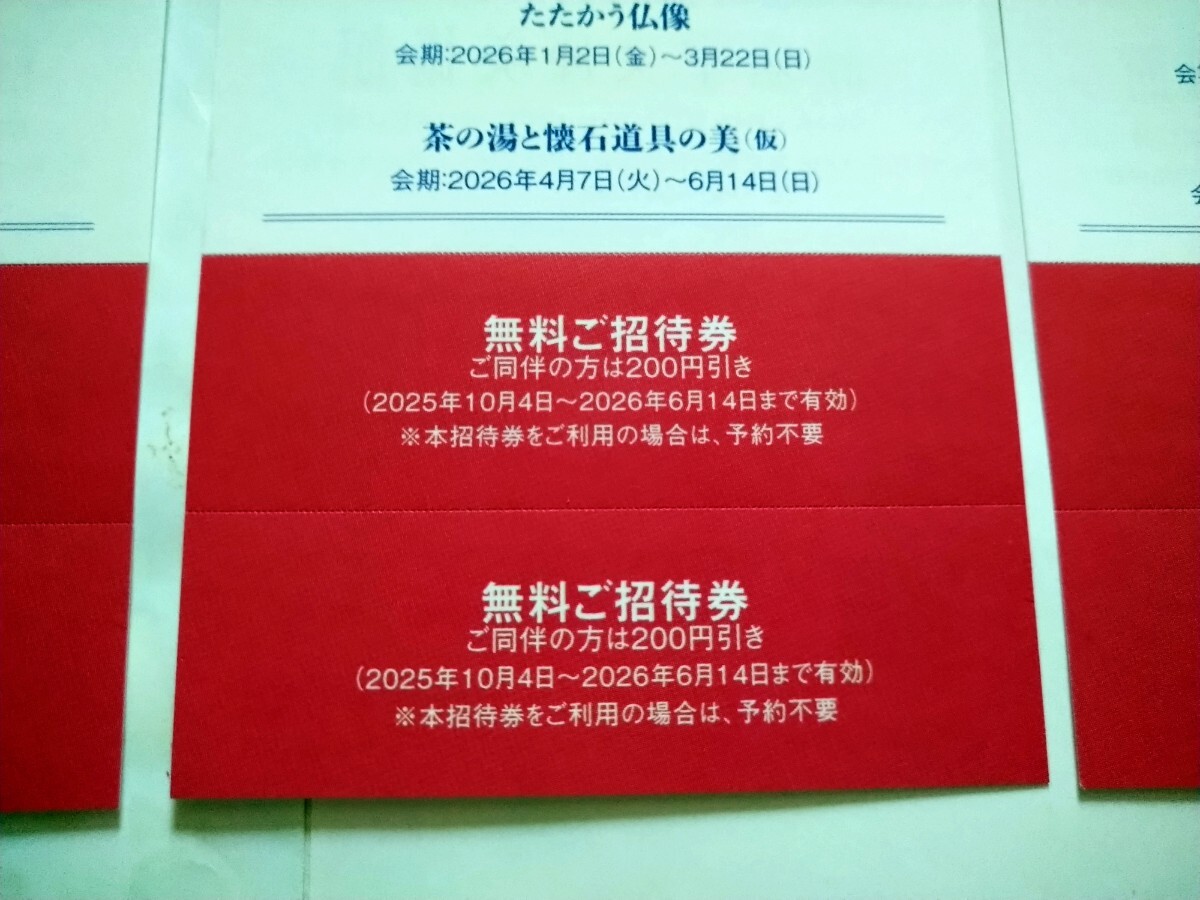 たたかう仏像
会期:2026年1月2日(金)~3月22日(日)
茶の湯と懐石道具の美(仮)
会期:2026年4月7日(火)~6月14日(日)
無料ご招待券
ご同伴の方は200円引き
(2025年10月4日~2026年6月14日まで有効)
※本招待券をご利用の場合は、予約不要
無料ご招待券
ご同伴の方は200円引き
(2025年10月4日~2026年6月14日まで有効)
※本招待券をご利用の場合は、予約不要